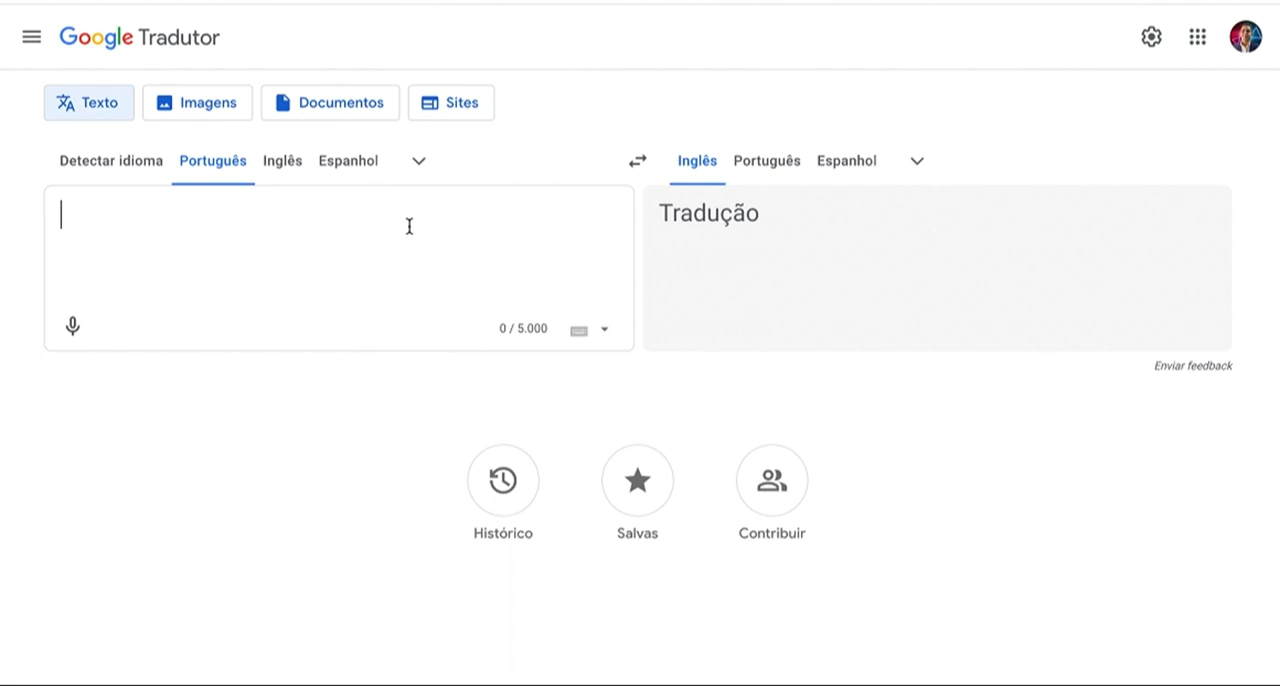 Google Tradutor
Texto Imagens Documentos Sites
Detectar idioma Português Inglês Espanhol Inglês Português Espanhol
Tradução
0 / 5.000
Enviar feedback
Histórico Salvas Contribuir